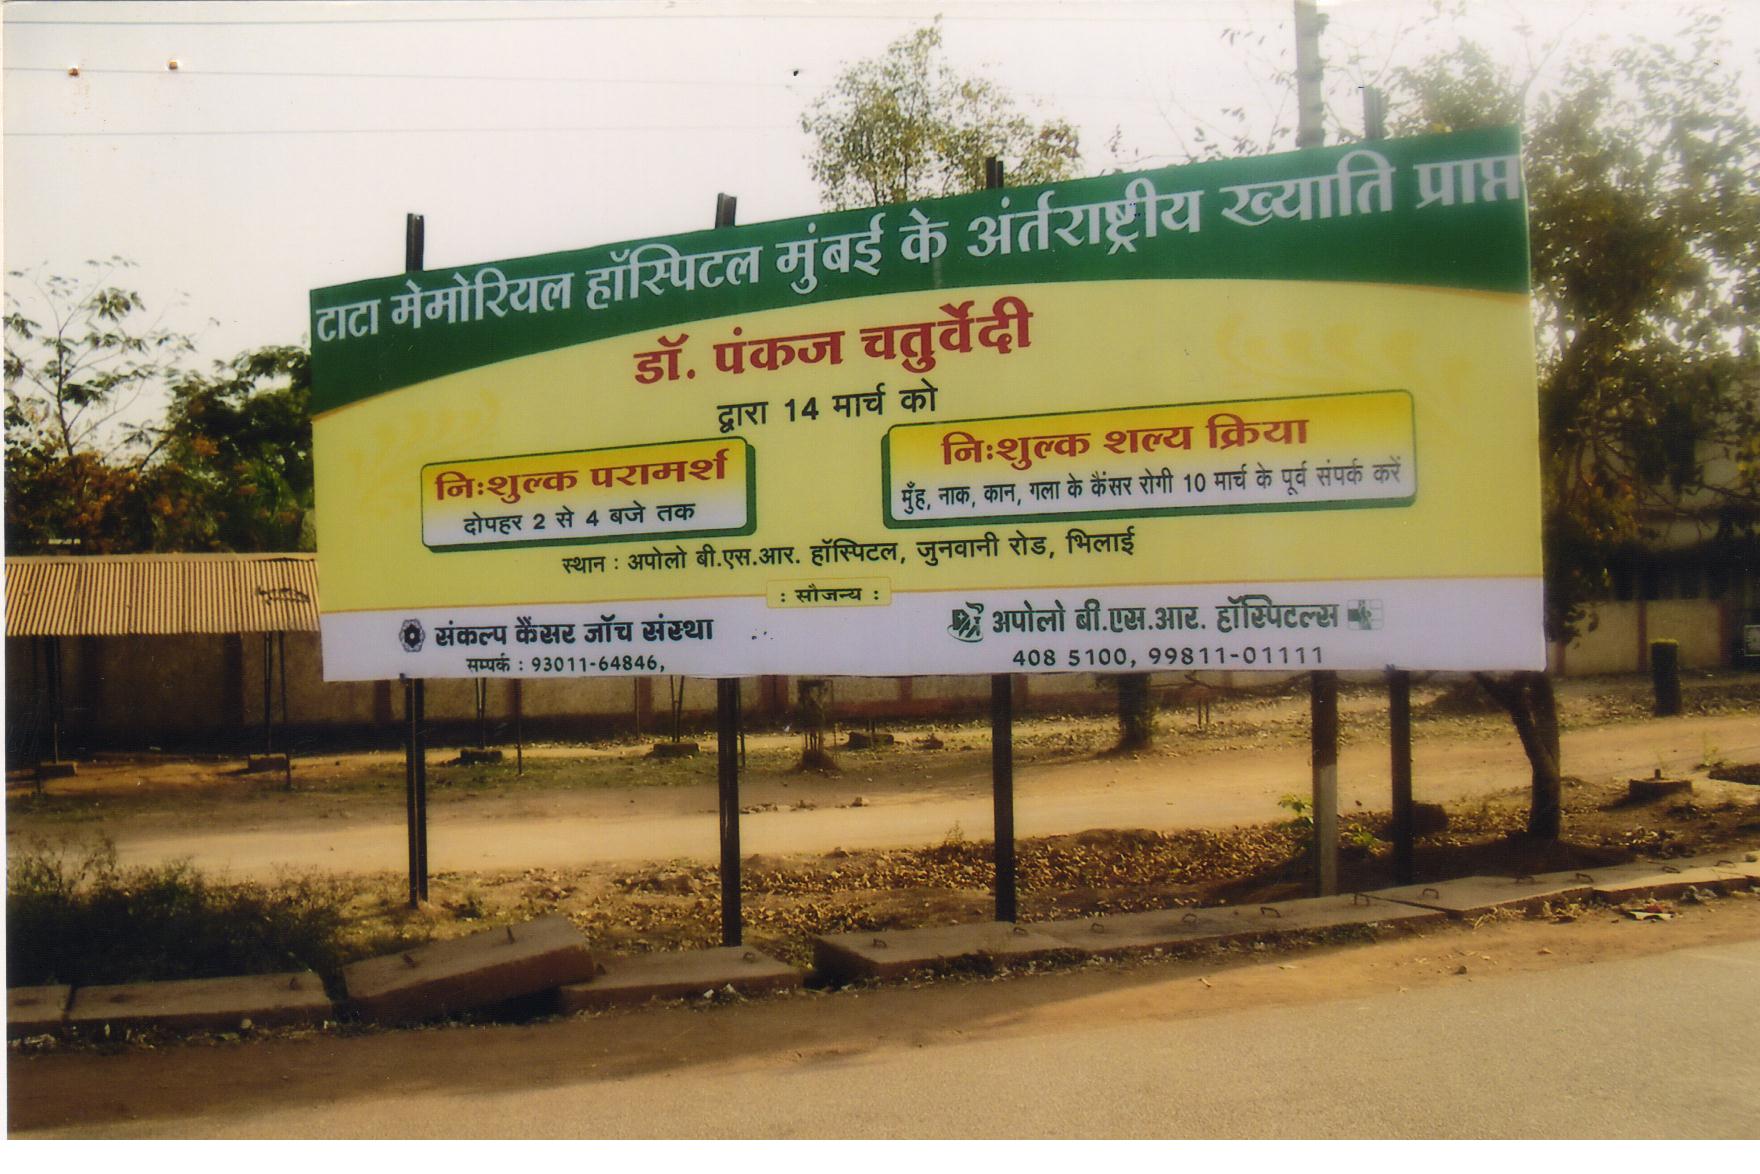 टाटा मेमोरियल हॉस्पिटल मुंबई के अंर्तराष्ट्रीय ख्याति प्राप्त
डॉ. पंकज चतुर्वेदी
द्वारा 14 मार्च को
निःशुल्क परामर्श
दोपहर 2 से 4 बजे तक
निःशुल्क शल्य क्रिया
मुँह, नाक, कान, गला के कैंसर रोगी 10 मार्च के पूर्व संपर्क करें
स्थान : अपोलो बी.एस.आर. हॉस्पिटल, जुनवानी रोड, भिलाई
: सौजन्य :
संकल्प कैंसर जॉच संस्था
सम्पर्क : 93011-64846,
अपोलो बी.एस.आर. हॉस्पिटल्स
408 5100, 99811-01111